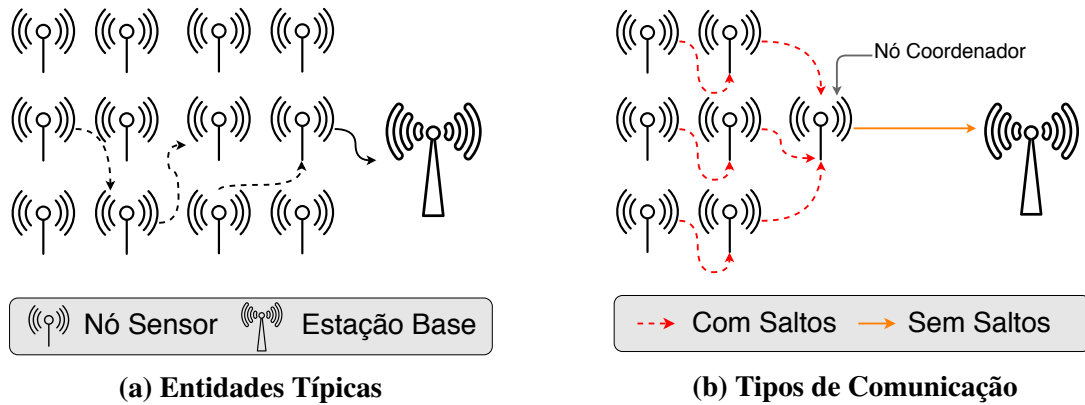 Nó Coordenador
Nó Sensor
Estação Base
Com Saltos
Sem Saltos
(a) Entidades Típicas
(b) Tipos de Comunicação